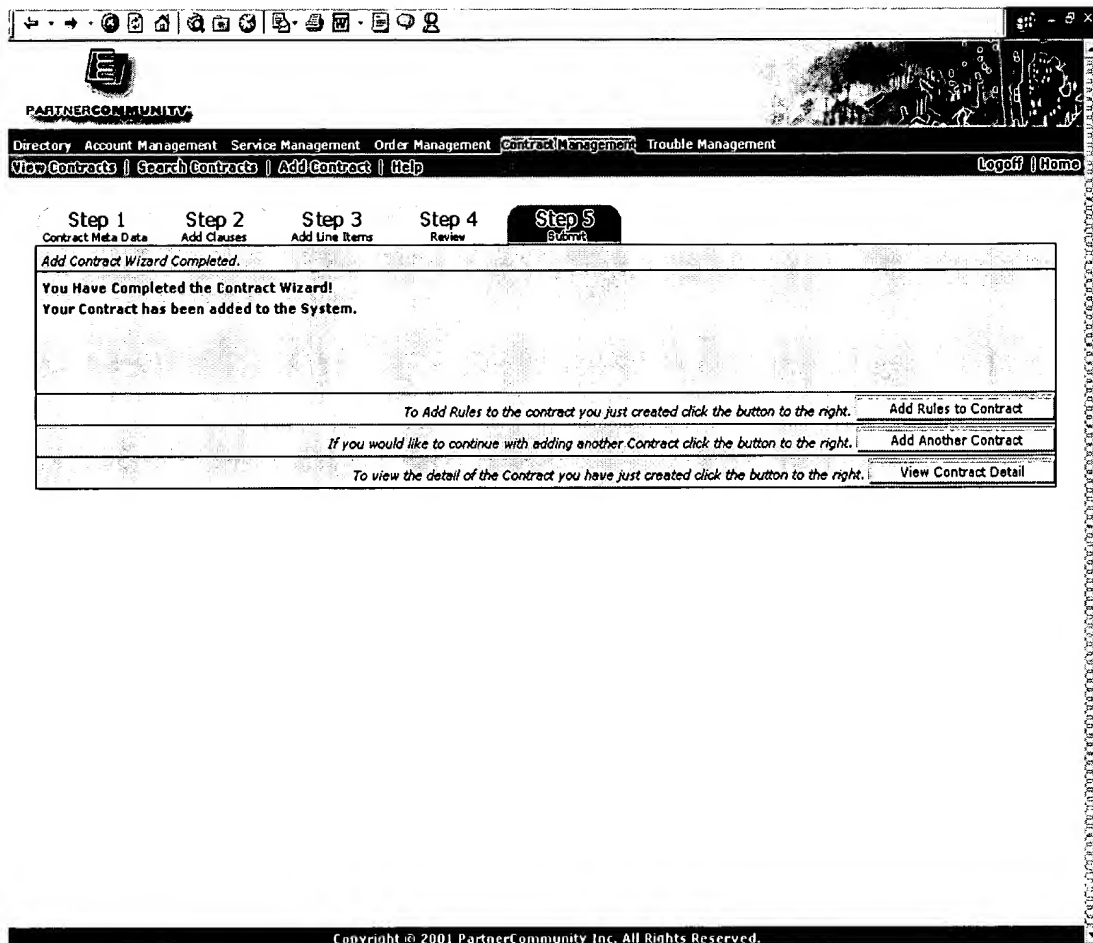 PARTNERCOMMUNITY
Directory Account Management Service Management Order Management Contract Management Trouble Management
View Contracts | Search Contracts | Add Contract | Help Logoff | Home
Step 1 Step 2 Step 3 Step 4 Step 5
Contract Meta Data Add Clauses Add Line Items Review Submit
Add Contract Wizard Completed.
You Have Completed the Contract Wizard!
Your Contract has been added to the System.
To Add Rules to the contract you just created click the button to the right. Add Rules to Contract
If you would like to continue with adding another Contract click the button to the right. Add Another Contract
To view the detail of the Contract you have just created click the button to the right. View Contract Detail
Copyright © 2001 PartnerCommunity Inc. All Rights Reserved.